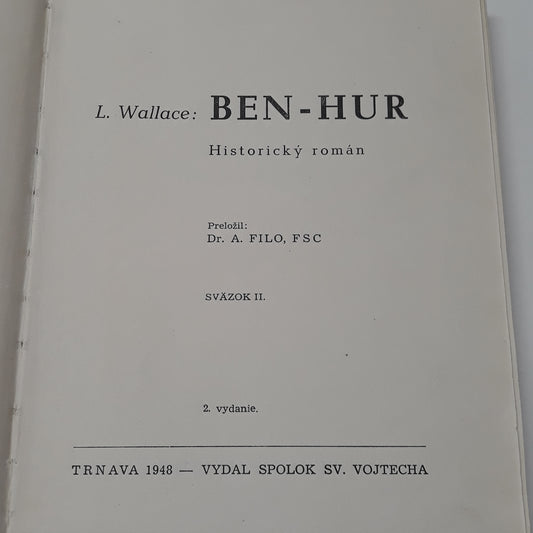 L. Wallace: BEN-HUR
Historický román
Preložil:
Dr. A. FILO, FSC
SVÄZOK II.
2. vydanie.
TRNAVA 1948 — VYDAL SPOLOK SV. VOJTECHA